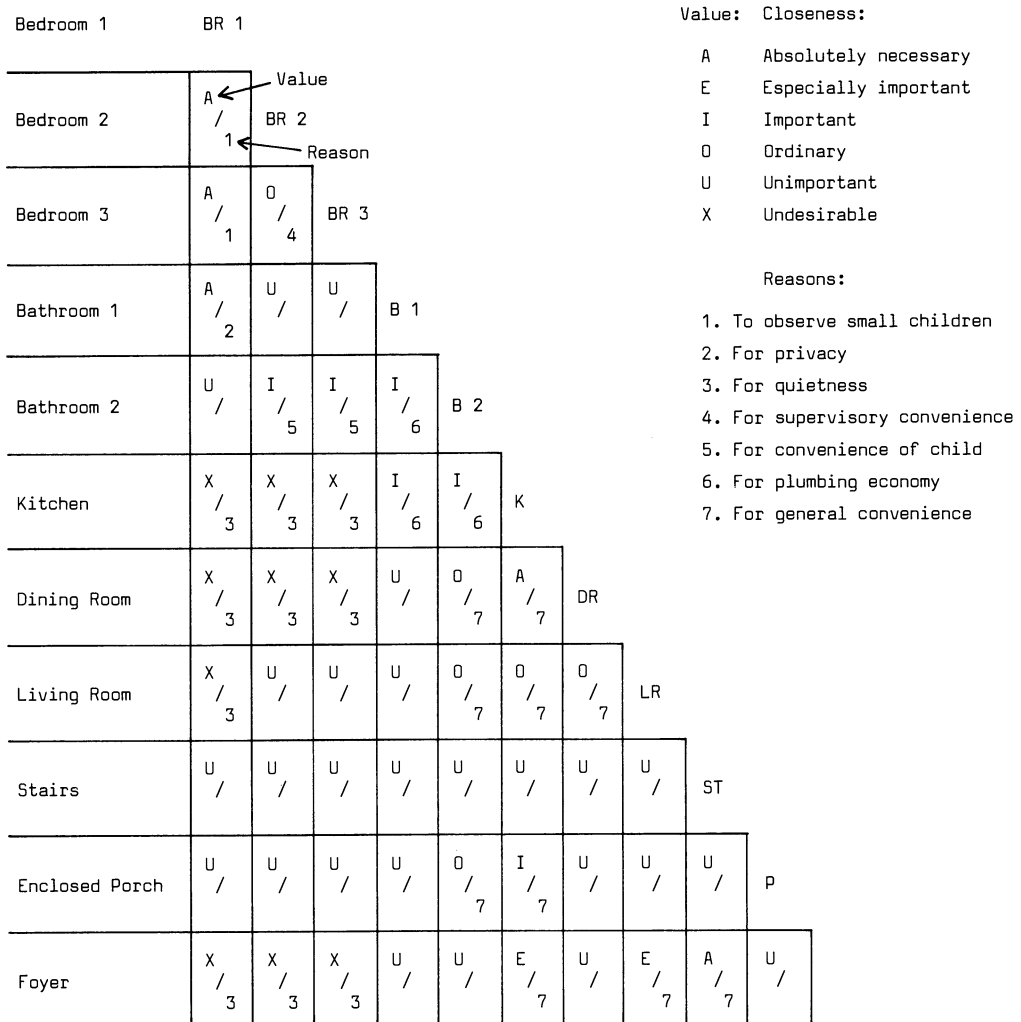 Bedroom 1 BR 1
Value: Closeness:
A Absolutely necessary
E Especially important
I Important
O Ordinary
U Unimportant
X Undesirable
Reasons:
1. To observe small children
2. For privacy
3. For quietness
4. For supervisory convenience
5. For convenience of child
6. For plumbing economy
7. For general convenience
Value
Bedroom 2 A/1 BR 2
Reason
Bedroom 3 A/1 O/4 BR 3
Bathroom 1 A/2 U/ U/ B 1
Bathroom 2 U/ I/5 I/5 I/6 B 2
Kitchen X/3 X/3 X/3 I/6 I/6 K
Dining Room X/3 X/3 X/3 U/ O/7 A/7 DR
Living Room X/3 U/ U/ U/ O/7 O/7 O/7 LR
Stairs U/ U/ U/ U/ U/ U/ U/ U/ ST
Enclosed Porch U/ U/ U/ U/ O/7 I/7 U/ U/ U/ P
Foyer X/3 X/3 X/3 U/ U/ E/7 U/ E/7 A/7 U/